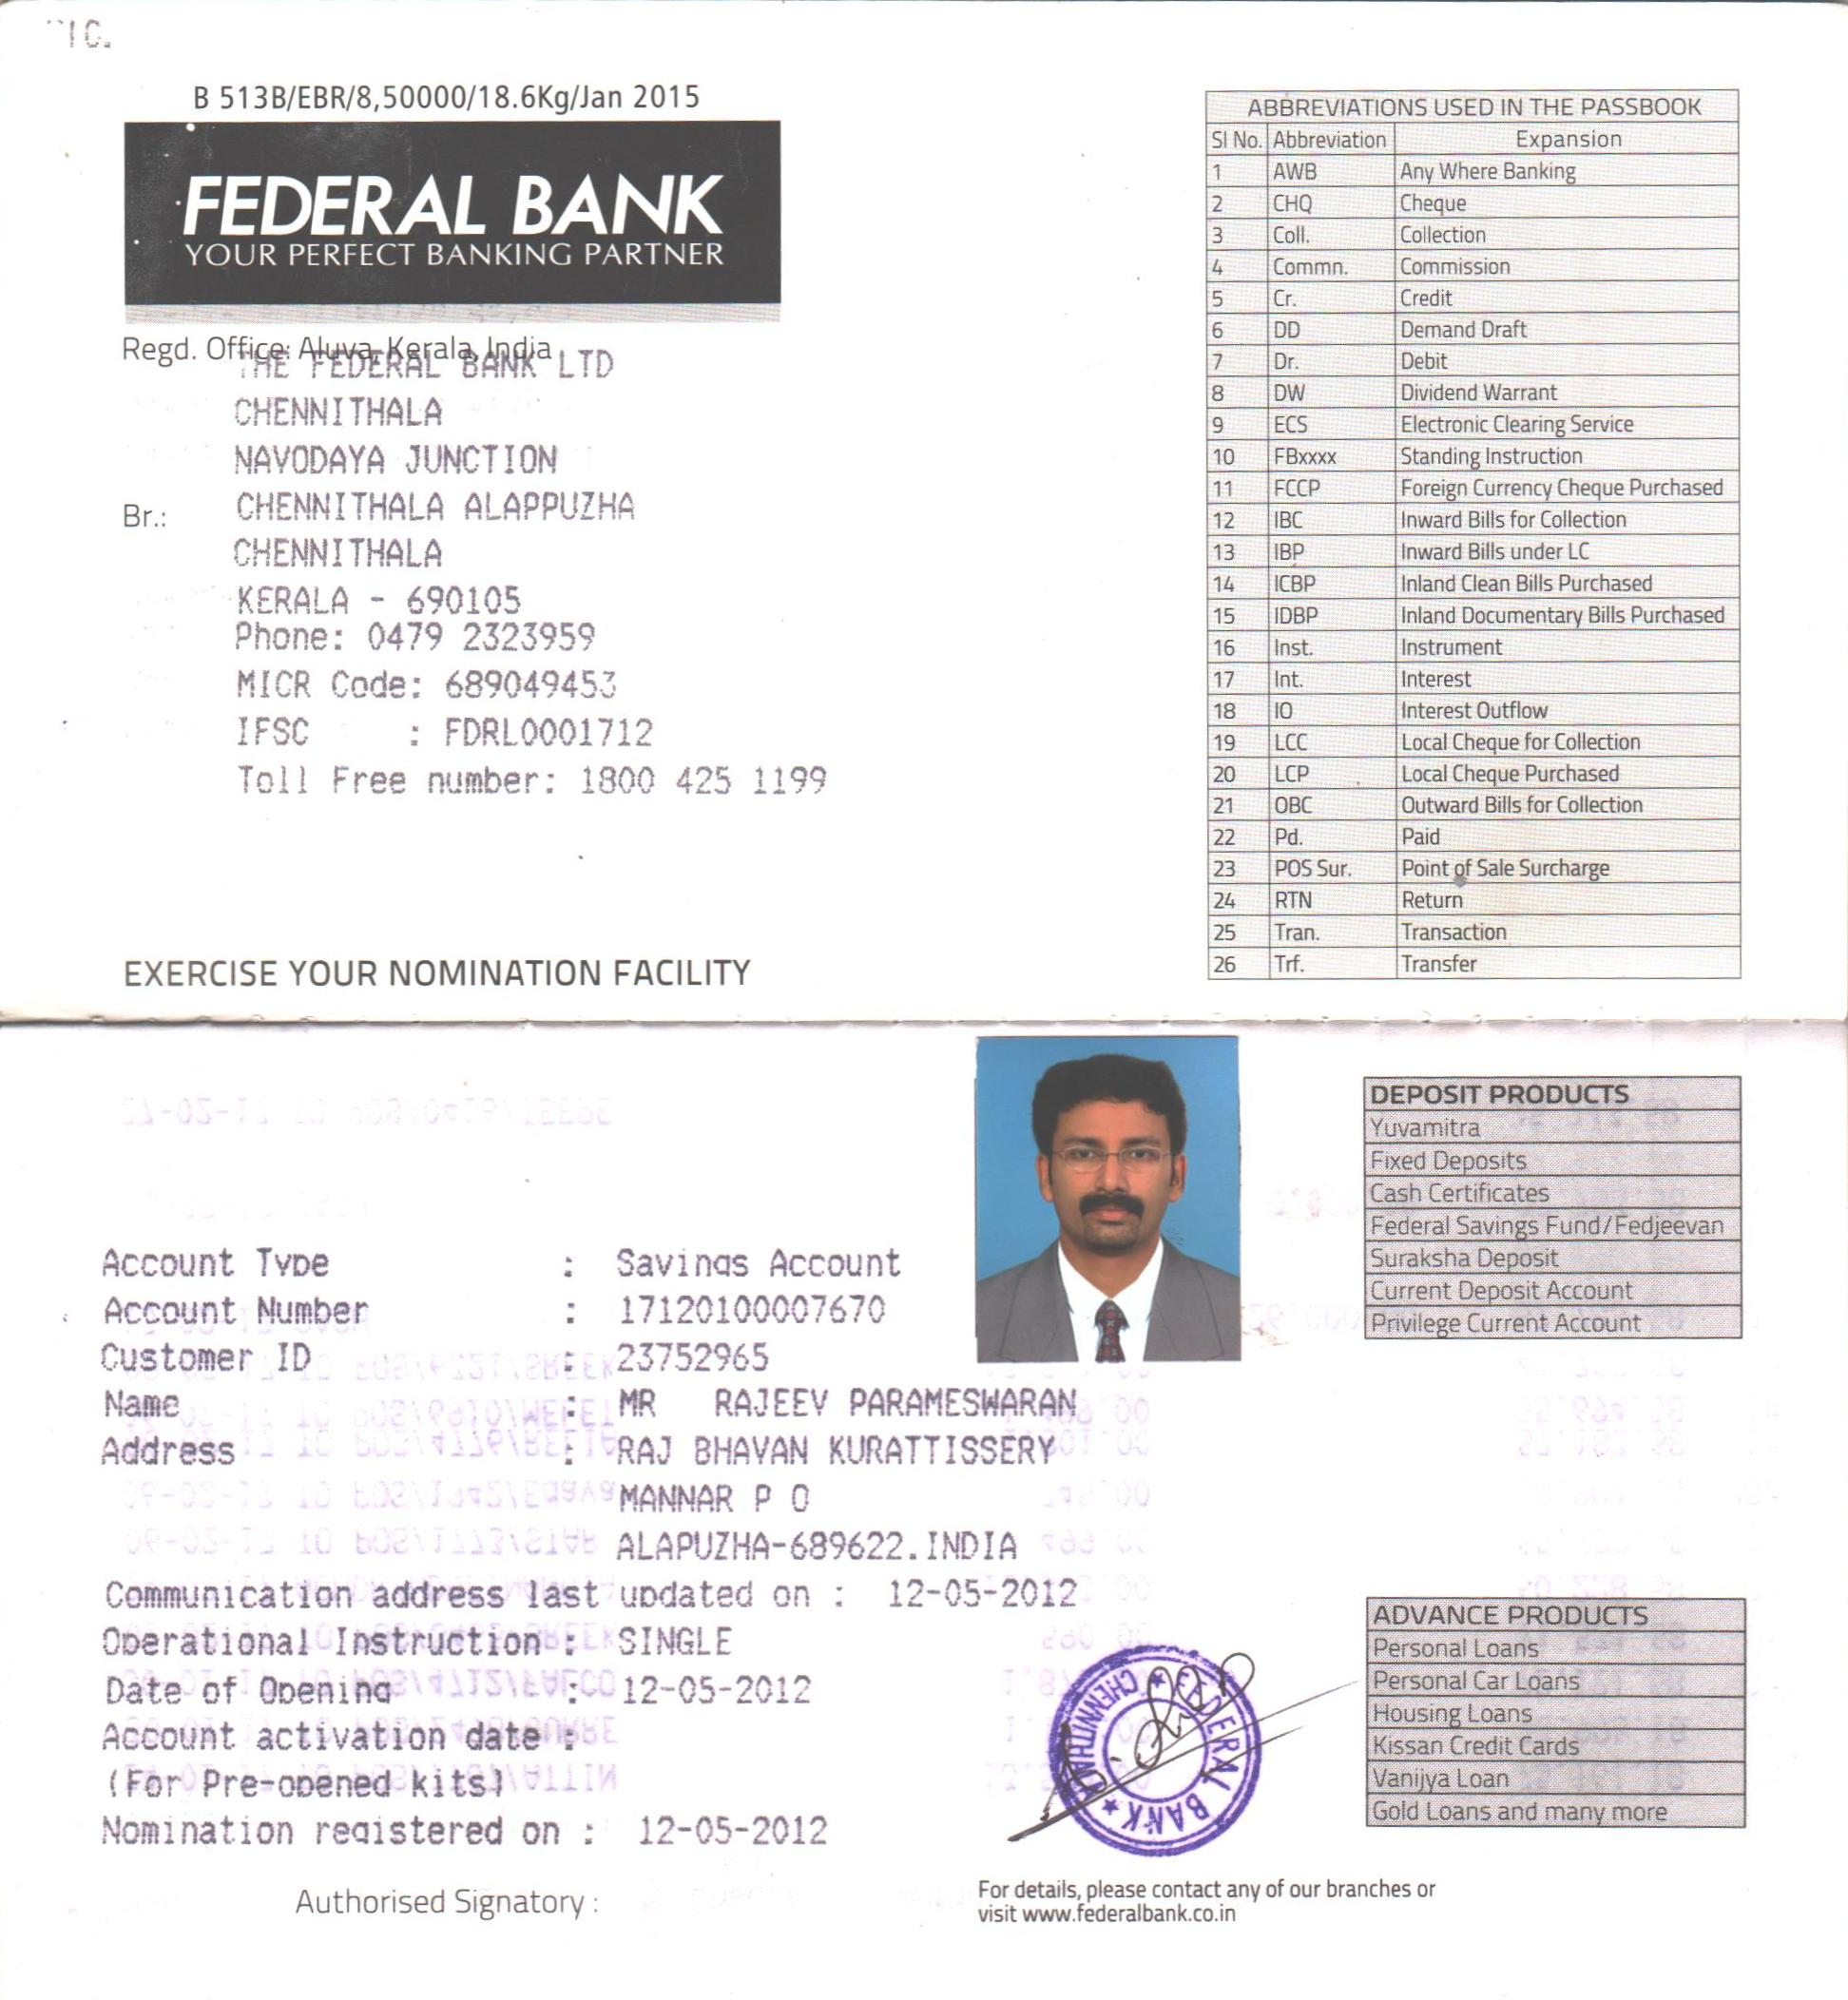 B 513B/EBR/8,50000/18.6Kg/Jan 2015
FEDERAL BANK
YOUR PERFECT BANKING PARTNER
Regd. Office: Aluva, Kerala, India
THE FEDERAL BANK LTD
CHENNITHALA
NAVODAYA JUNCTION
Br.: CHENNITHALA ALAPPUZHA
CHENNITHALA
KERALA - 690105
Phone: 0479 2323959
MICR Code: 689049453
IFSC : FDRL0001712
Toll Free number: 1800 425 1199
EXERCISE YOUR NOMINATION FACILITY
ABBREVIATIONS USED IN THE PASSBOOK
Sl No. Abbreviation Expansion
1 AWB Any Where Banking
2 CHQ Cheque
3 Coll. Collection
4 Commn. Commission
5 Cr. Credit
6 DD Demand Draft
7 Dr. Debit
8 DW Dividend Warrant
9 ECS Electronic Clearing Service
10 FBxxxx Standing Instruction
11 FCCP Foreign Currency Cheque Purchased
12 IBC Inward Bills for Collection
13 IBP Inward Bills under LC
14 ICBP Inland Clean Bills Purchased
15 IDBP Inland Documentary Bills Purchased
16 Inst. Instrument
17 Int. Interest
18 IO Interest Outflow
19 LCC Local Cheque for Collection
20 LCP Local Cheque Purchased
21 OBC Outward Bills for Collection
22 Pd. Paid
23 POS Sur. Point of Sale Surcharge
24 RTN Return
25 Tran. Transaction
26 Trf. Transfer
Account Type : Savings Account
Account Number : 17120100007670
Customer ID : 23752965
Name : MR RAJEEV PARAMESWARAN
Address : RAJ BHAVAN KURATTISSERY
MANNAR P O
ALAPUZHA-689622.INDIA
Communication address last updated on : 12-05-2012
Operational Instruction : SINGLE
Date of Opening : 12-05-2012
Account activation date :
(For Pre-opened kits)
Nomination registered on : 12-05-2012
Authorised Signatory :
FEDERAL BANK
CHENNITHALA
For details, please contact any of our branches or
visit www.federalbank.co.in
DEPOSIT PRODUCTS
Yuvamitra
Fixed Deposits
Cash Certificates
Federal Savings Fund/Fedjeevan
Suraksha Deposit
Current Deposit Account
Privilege Current Account
ADVANCE PRODUCTS
Personal Loans
Personal Car Loans
Housing Loans
Kissan Credit Cards
Vanijya Loan
Gold Loans and many more